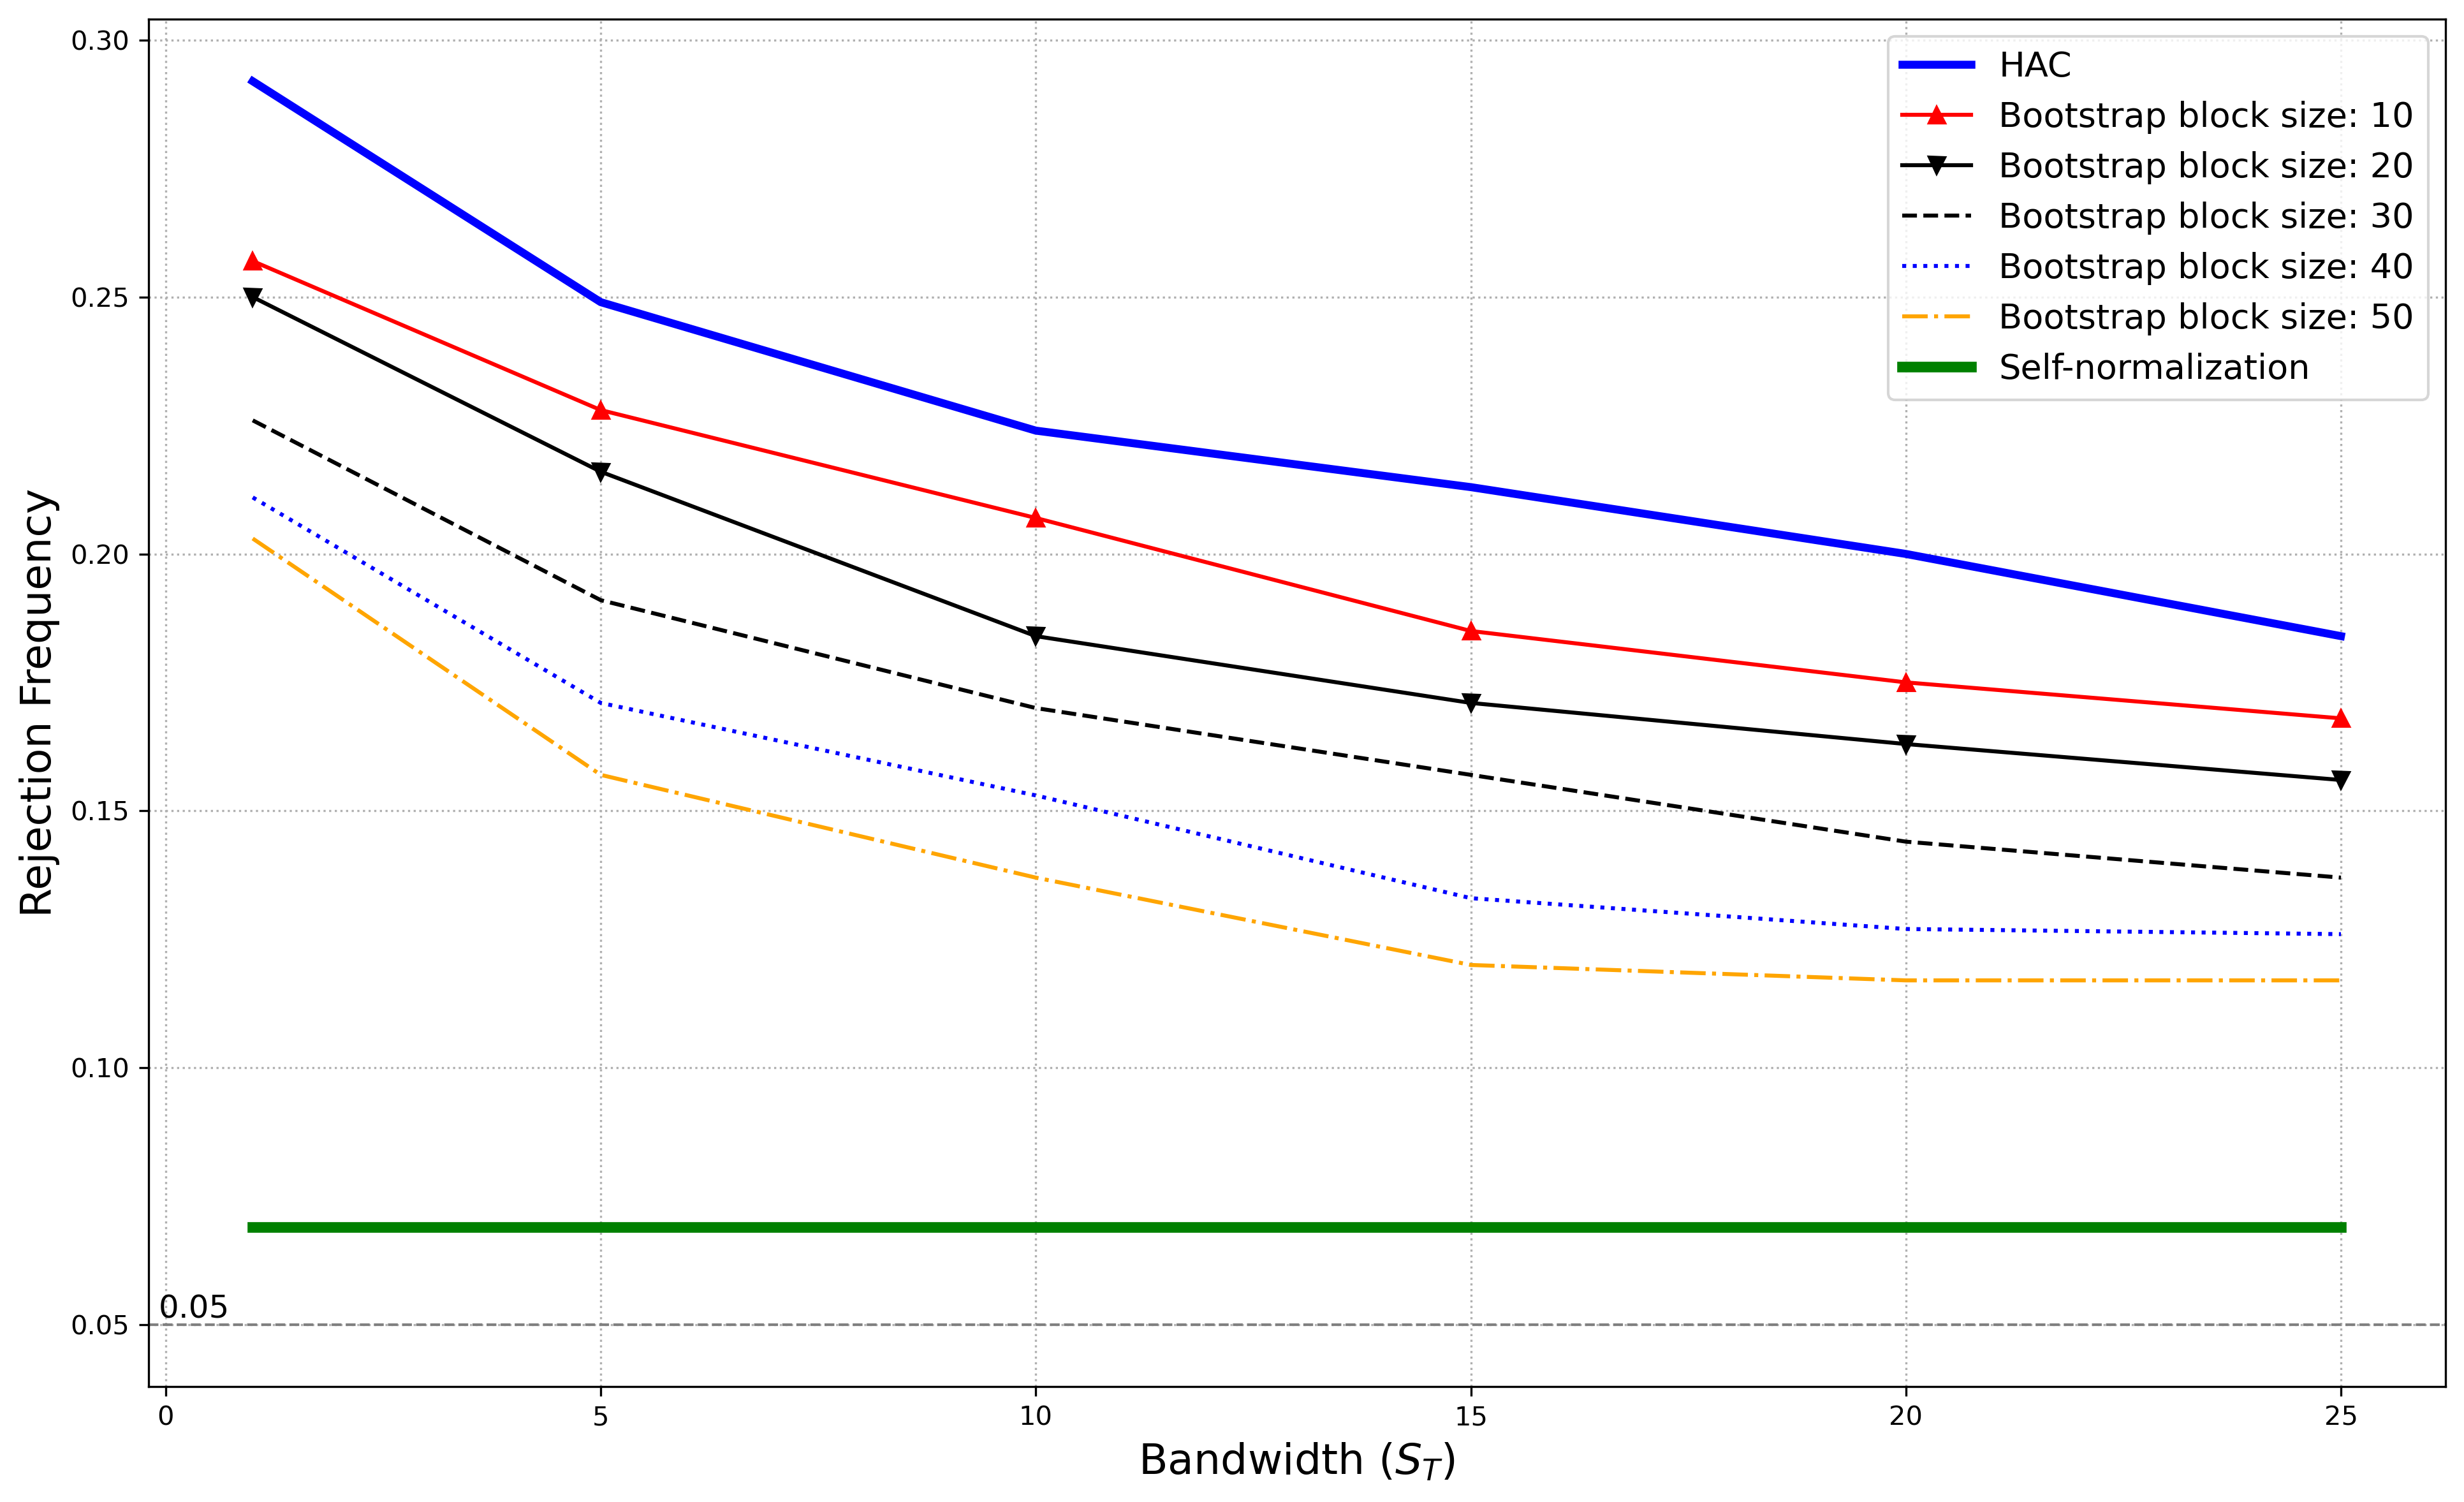 0.30
0.25
0.20
0.15
0.10
0.05
Rejection Frequency
HAC
Bootstrap block size: 10
Bootstrap block size: 20
Bootstrap block size: 30
Bootstrap block size: 40
Bootstrap block size: 50
Self-normalization
0.05
0 5 10 15 20 25
Bandwidth (S_T)